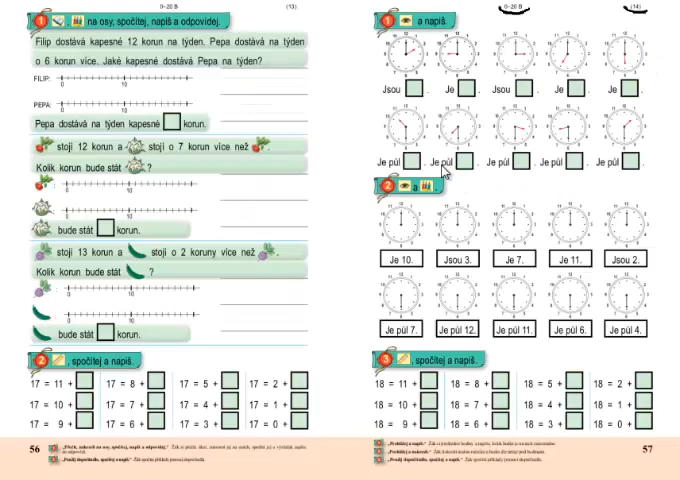 0–20 B (13)
1 na osy, spočítej, napiš a odpovídej.
Filip dostává kapesné 12 korun na týden. Pepa dostává na týden
o 6 korun více. Jaké kapesné dostává Pepa na týden?
FILIP:
0 10
PEPA:
0 10
Pepa dostává na týden kapesné korun.
stojí 12 korun a stojí o 7 korun více než .
Kolik korun bude stát ?
:
0 10
:
0 10
bude stát korun.
stojí 13 korun a stojí o 2 koruny více než .
Kolik korun bude stát ?
:
0 10
:
0 10
bude stát korun.
2 , spočítej a napiš.
17 = 11 + 17 = 8 + 17 = 5 + 17 = 2 +
17 = 10 + 17 = 7 + 17 = 4 + 17 = 1 +
17 = 9 + 17 = 6 + 17 = 3 + 17 = 0 +
56
0–20 B (14)
1 a napiš.
Jsou . Je . Jsou . Je . Je .
Je půl . Je půl . Je půl . Je půl . Je půl .
2 a .
Je 10. Jsou 3. Je 7. Je 11. Jsou 2.
Je půl 7. Je půl 12. Je půl 11. Je půl 6. Je půl 4.
3 , spočítej a napiš.
18 = 11 + 18 = 8 + 18 = 5 + 18 = 2 +
18 = 10 + 18 = 7 + 18 = 4 + 18 = 1 +
18 = 9 + 18 = 6 + 18 = 3 + 18 = 0 +
57